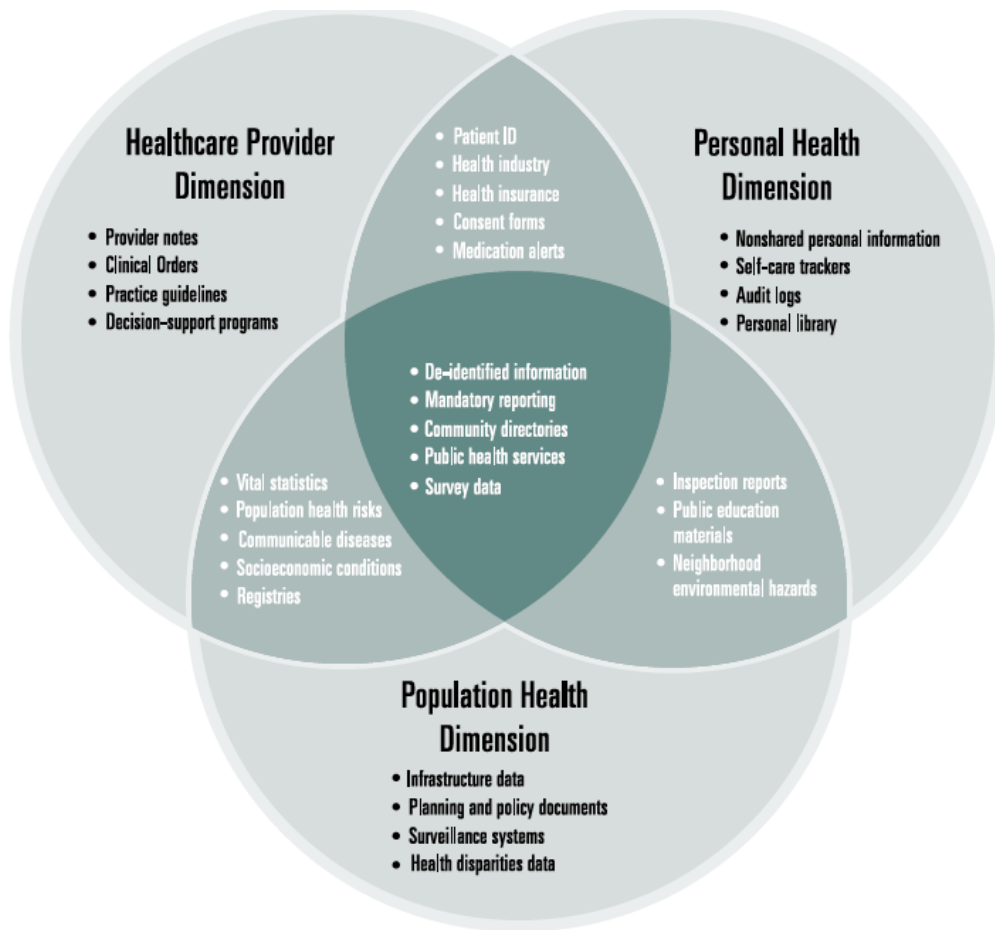 Healthcare Provider
Dimension
• Provider notes
• Clinical Orders
• Practice guidelines
• Decision-support programs
• Patient ID
• Health industry
• Health insurance
• Consent forms
• Medication alerts
Personal Health
Dimension
• Nonshared personal information
• Self-care trackers
• Audit logs
• Personal library
• De-identified information
• Mandatory reporting
• Community directories
• Public health services
• Survey data
• Vital statistics
• Population health risks
• Communicable diseases
• Socioeconomic conditions
• Registries
• Inspection reports
• Public education
materials
• Neighborhood
environmental hazards
Population Health
Dimension
• Infrastructure data
• Planning and policy documents
• Surveillance systems
• Health disparities data